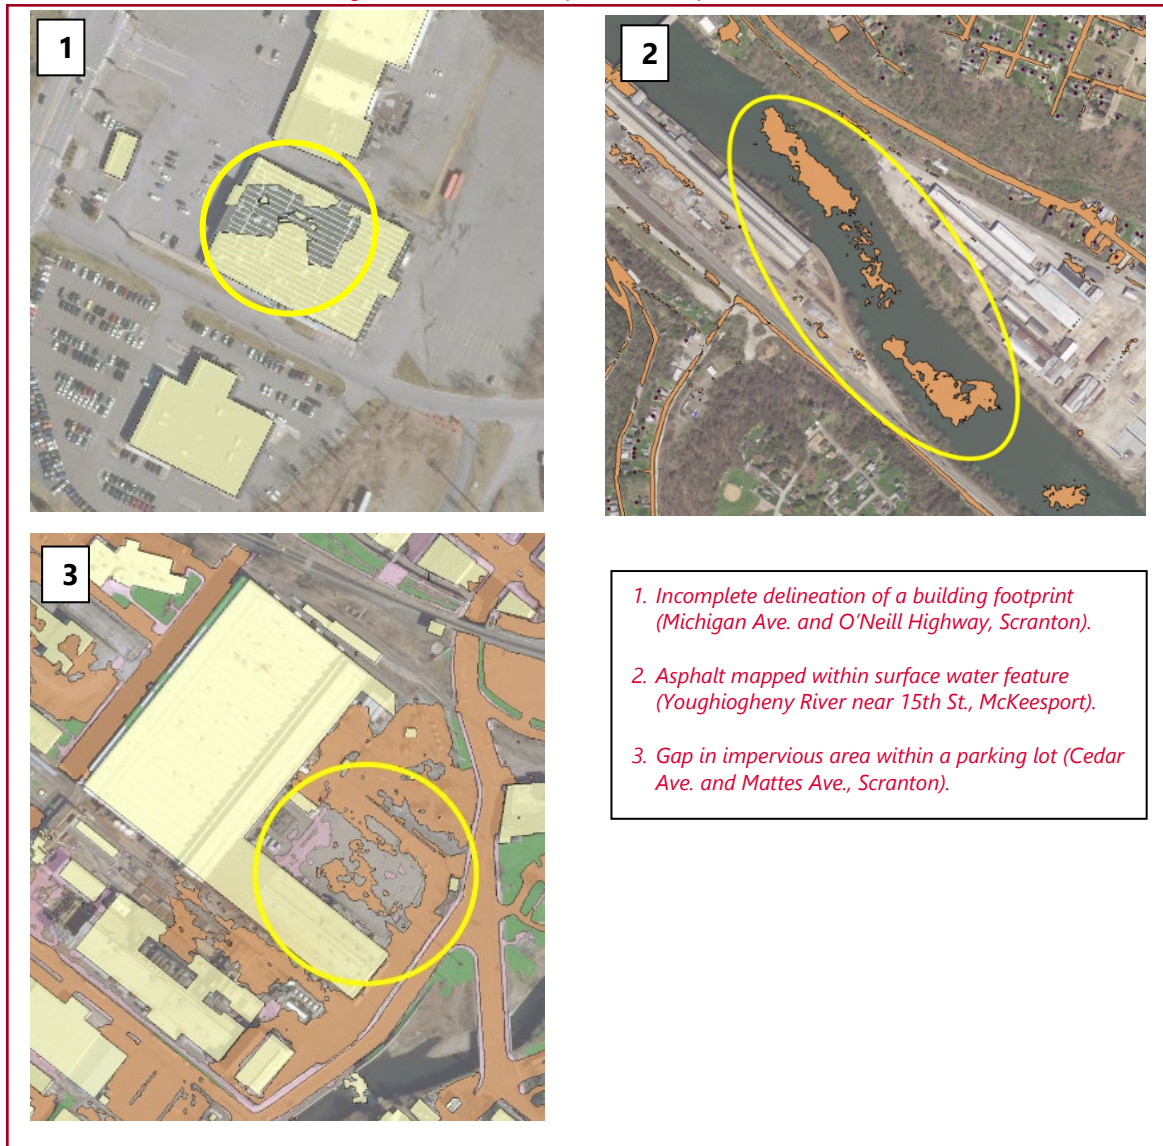 1
2
3
1. Incomplete delineation of a building footprint
(Michigan Ave. and O’Neill Highway, Scranton).
2. Asphalt mapped within surface water feature
(Youghiogheny River near 15th St., McKeesport).
3. Gap in impervious area within a parking lot (Cedar
Ave. and Mattes Ave., Scranton).